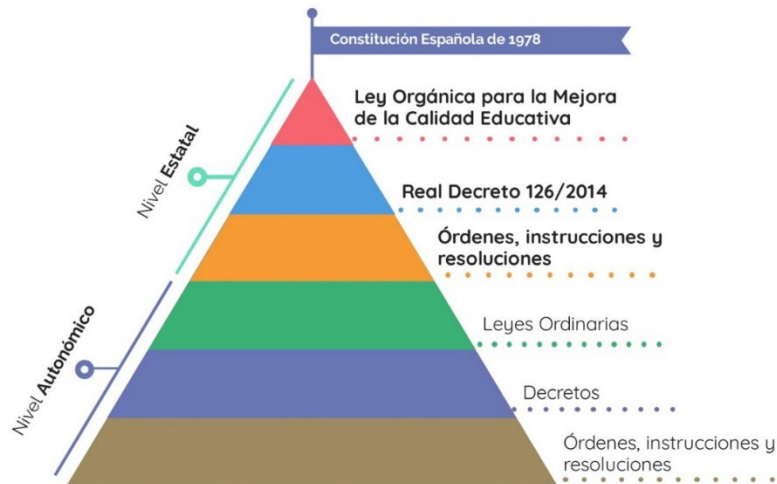 Constitución Española de 1978
Ley Orgánica para la Mejora
de la Calidad Educativa
Nivel Estatal
Real Decreto 126/2014
Órdenes, instrucciones y
resoluciones
Leyes Ordinarias
Nivel Autonómico
Decretos
Órdenes, instrucciones y
resoluciones